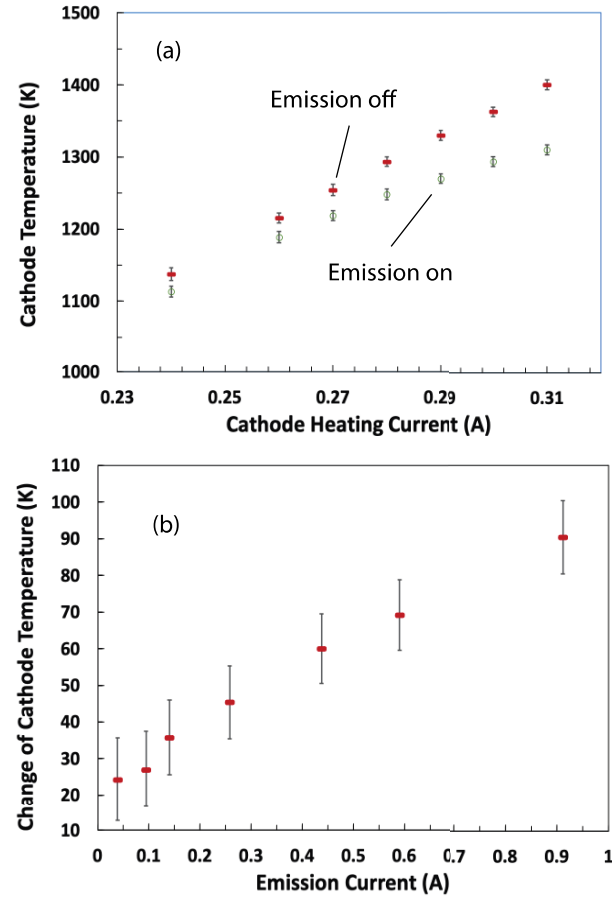 1500
(a)
1400
Emission off
1300
1200
Emission on
1100
1000
Cathode Temperature (K)
0.23 0.25 0.27 0.29 0.31
Cathode Heating Current (A)
110
100
(b)
90
80
70
60
50
40
30
20
10
Change of Cathode Temperature (K)
0 0.1 0.2 0.3 0.4 0.5 0.6 0.7 0.8 0.9 1
Emission Current (A)